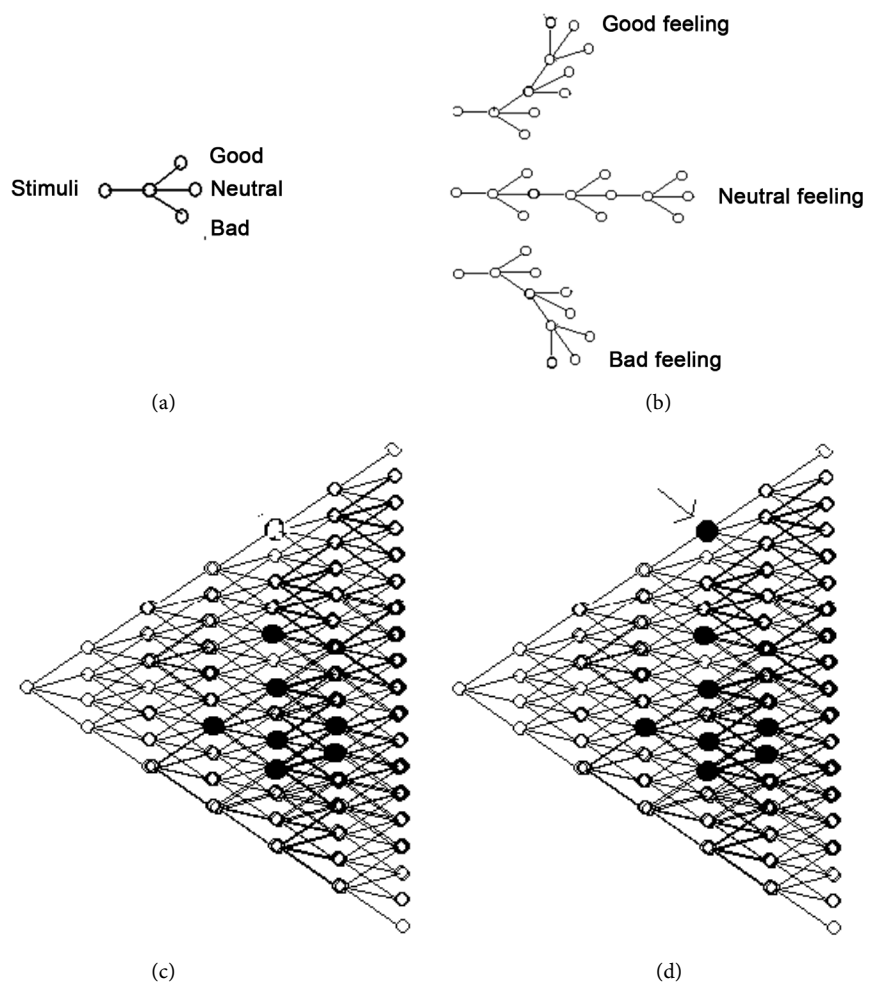 Good
Stimuli
Neutral
Bad
Good feeling
Neutral feeling
Bad feeling
(a)
(b)
(c)
(d)